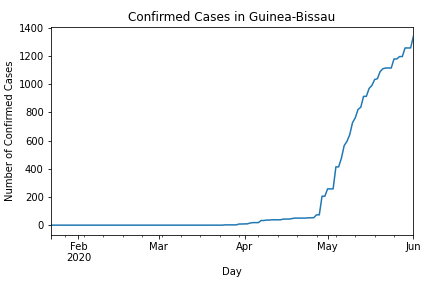 Confirmed Cases in Guinea-Bissau
1400
1200
1000
800
600
400
200
0
Number of Confirmed Cases
Feb
2020
Mar
Apr
May
Jun
Day